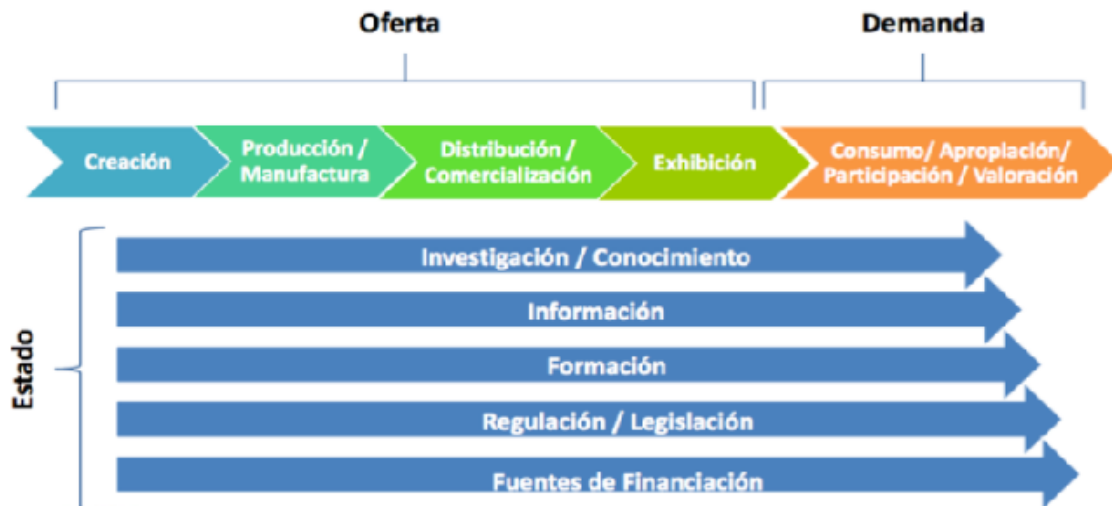 Oferta
Demanda
Creación
Producción /
Manufactura
Distribución /
Comercialización
Exhibición
Consumo/ Apropiación/
Participación / Valoración
Estado
Investigación / Conocimiento
Información
Formación
Regulación / Legislación
Fuentes de Financiación